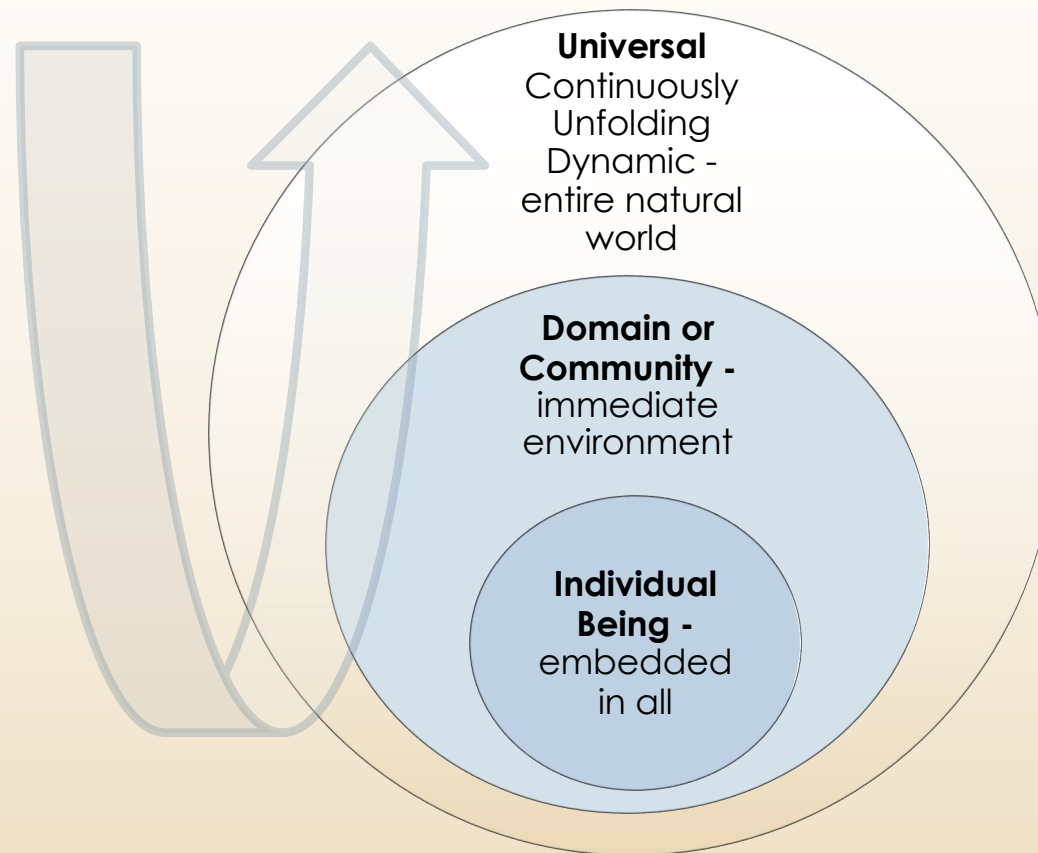 Universal
Continuously
Unfolding
Dynamic -
entire natural
world
Domain or
Community -
immediate
environment
Individual
Being -
embedded
in all